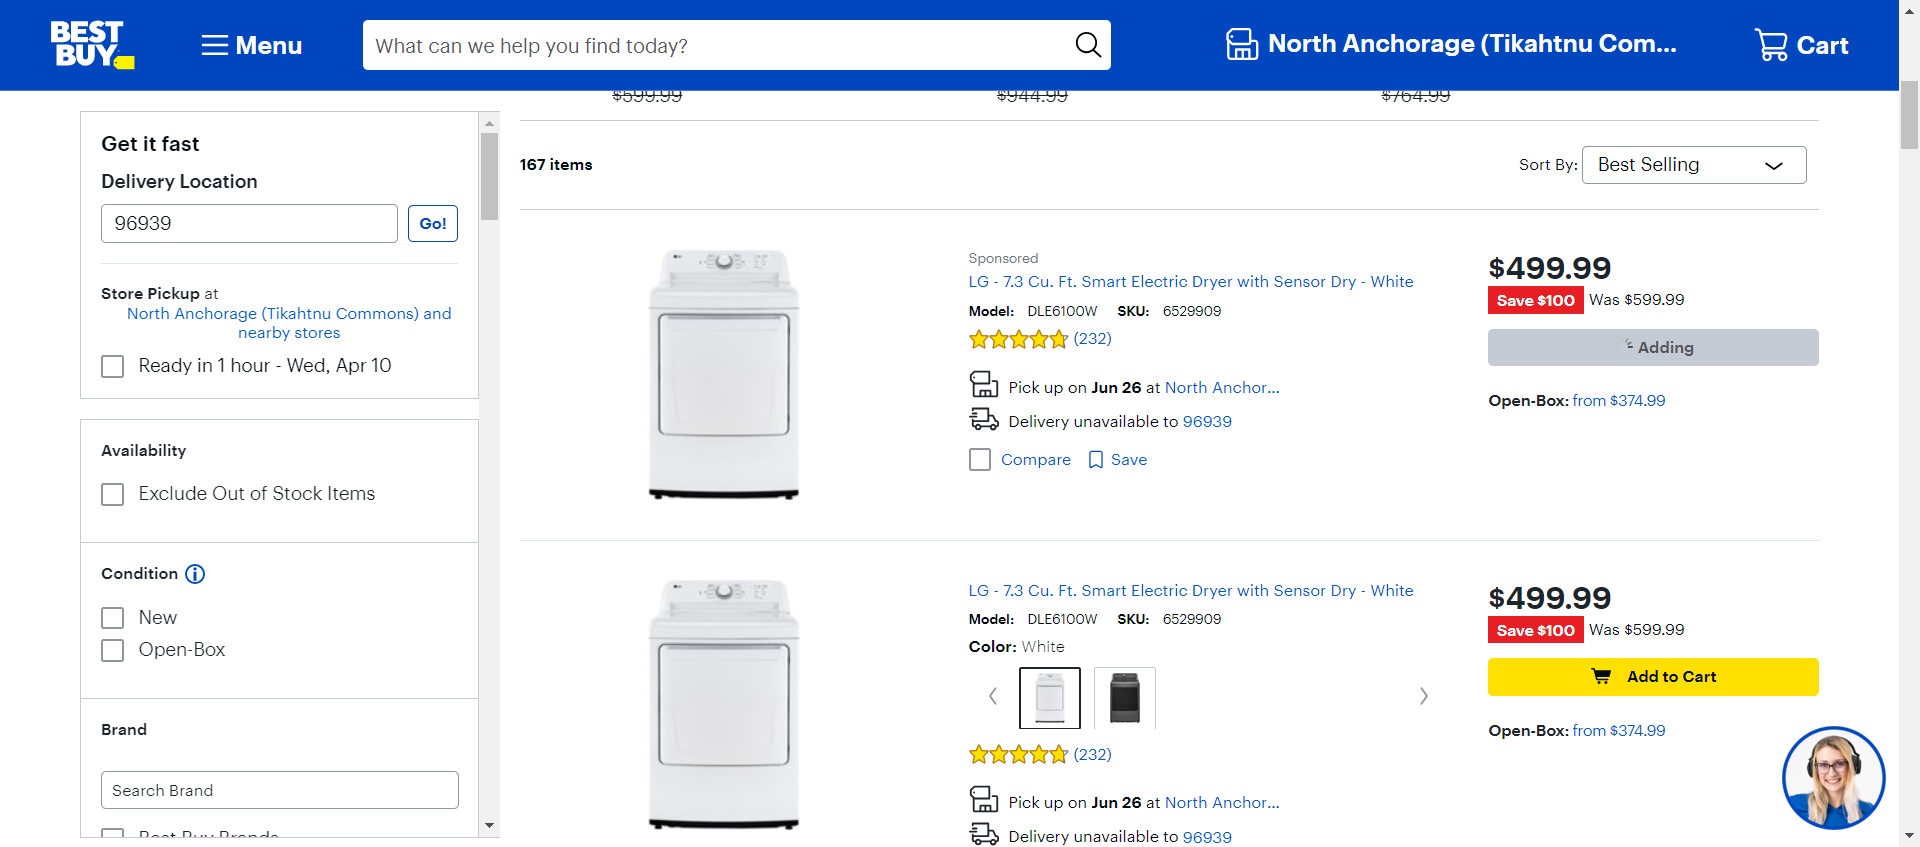 BEST BUY
Menu
What can we help you find today?
North Anchorage (Tikahtnu Com...
Cart
$599.99
$944.99
$764.99
Get it fast
Delivery Location
96939
Go!
Store Pickup at
North Anchorage (Tikahtnu Commons) and
nearby stores
Ready in 1 hour - Wed, Apr 10
Availability
Exclude Out of Stock Items
Condition
New
Open-Box
Brand
Search Brand
Best Buy Brands
167 items
Sort By: Best Selling
Sponsored
LG - 7.3 Cu. Ft. Smart Electric Dryer with Sensor Dry - White
Model: DLE6100W SKU: 6529909
(232)
Pick up on Jun 26 at North Anchor...
Delivery unavailable to 96939
Compare Save
$499.99
Save $100 Was $599.99
Adding
Open-Box: from $374.99
LG - 7.3 Cu. Ft. Smart Electric Dryer with Sensor Dry - White
Model: DLE6100W SKU: 6529909
Color: White
(232)
Pick up on Jun 26 at North Anchor...
Delivery unavailable to 96939
$499.99
Save $100 Was $599.99
Add to Cart
Open-Box: from $374.99